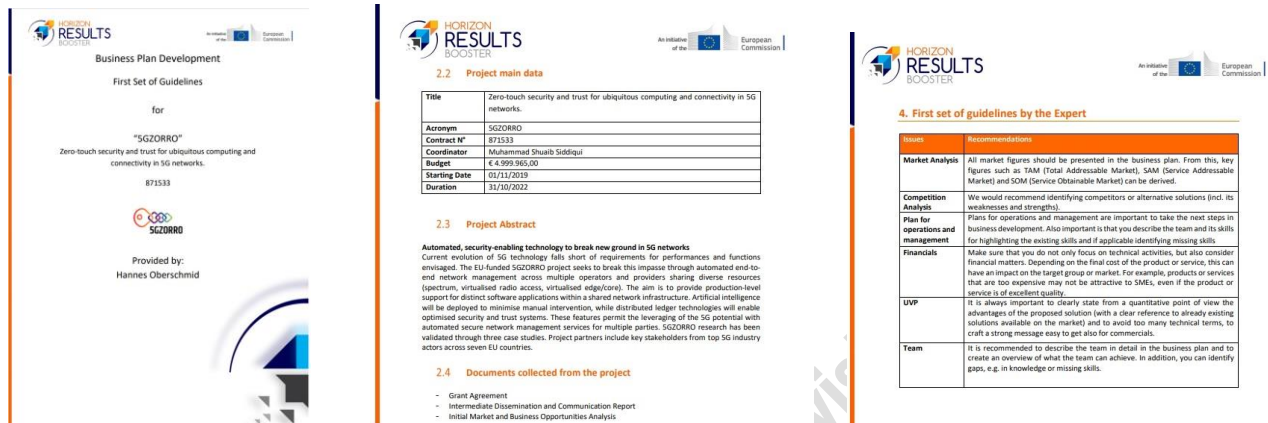 HORIZON
RESULTS
BOOSTER
An initiative
of the
European
Commission
Business Plan Development
First Set of Guidelines
for
"5GZORRO"
Zero-touch security and trust for ubiquitous computing and
connectivity in 5G networks.
871533
5GZORRO
Provided by:
Hannes Oberschmid
HORIZON
RESULTS
BOOSTER
An initiative
of the
European
Commission
2.2 Project main data
Title Zero-touch security and trust for ubiquitous computing and connectivity in 5G
networks.
Acronym 5GZORRO
Contract N° 871533
Coordinator Muhammad Shuaib Siddiqui
Budget € 4.999.965,00
Starting Date 01/11/2019
Duration 31/10/2022
2.3 Project Abstract
Automated, security-enabling technology to break new ground in 5G networks
Current evolution of 5G technology falls short of requirements for performances and functions
envisaged. The EU-funded 5GZORRO project seeks to break this impasse through automated end-to-
end network management across multiple operators and providers sharing diverse resources
(spectrum, virtualised radio access, virtualised edge/core). The aim is to provide production-level
support for distinct software applications within a shared network infrastructure. Artificial intelligence
will be deployed to minimise manual intervention, while distributed ledger technologies will enable
optimised security and trust systems. These features permit the leveraging of the 5G potential with
automated secure network management services for multiple parties. 5GZORRO research has been
validated through three case studies. Project partners include key stakeholders from top 5G industry
actors across seven EU countries.
2.4 Documents collected from the project
- Grant Agreement
- Intermediate Dissemination and Communication Report
- Initial Market and Business Opportunities Analysis
HORIZON
RESULTS
BOOSTER
An initiative
of the
European
Commission
4. First set of guidelines by the Expert
Issues Recommendations
Market Analysis All market figures should be presented in the business plan. From this, key
figures such as TAM (Total Addressable Market), SAM (Service Addressable
Market) and SOM (Service Obtainable Market) can be derived.
Competition We would recommend identifying competitors or alternative solutions (incl. its
Analysis weaknesses and strengths).
Plan for Plans for operations and management are important to take the next steps in
operations and business development. Also important is that you describe the team and its skills
management for highlighting the existing skills and if applicable identifying missing skills
Financials Make sure that you do not only focus on technical activities, but also consider
financial matters. Depending on the final cost of the product or service, this can
have an impact on the target group or market. For example, products or services
that are too expensive may not be attractive to SMEs, even if the product or
service is of excellent quality.
UVP It is always important to clearly state from a quantitative point of view the
advantages of the proposed solution (with a clear reference to already existing
solutions available on the market) and to avoid too many technical terms, to
craft a strong message easy to get also for commercials.
Team It is recommended to describe the team in detail in the business plan and to
create an overview of what the team can achieve. In addition, you can identify
gaps, e.g. in knowledge or missing skills.